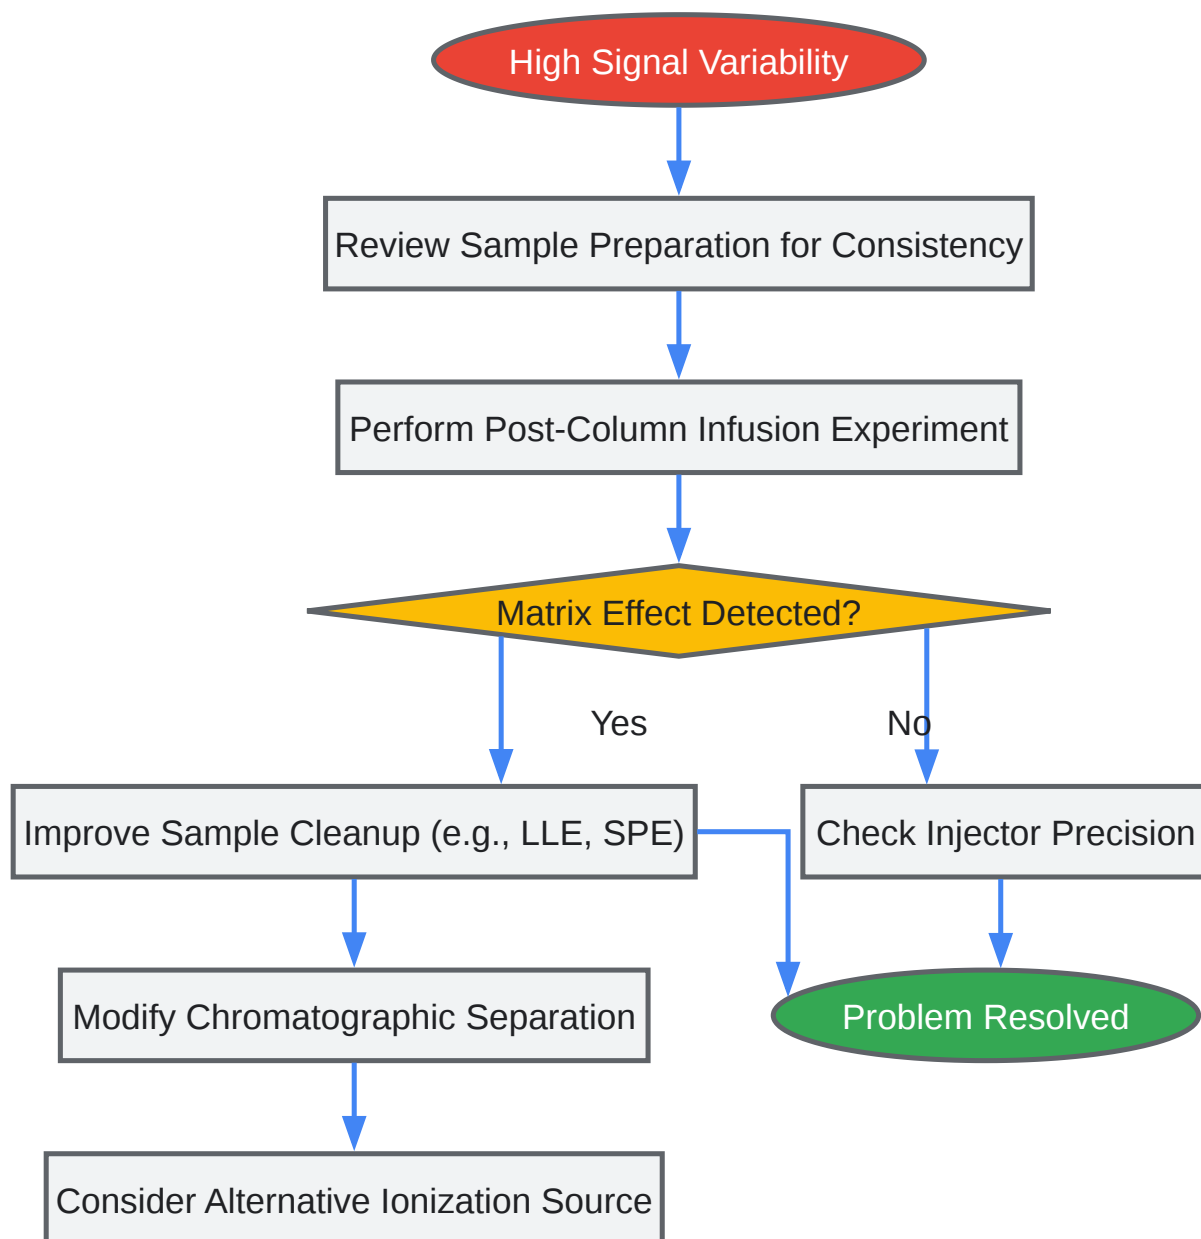 High Signal Variability
Review Sample Preparation for Consistency
Perform Post-Column Infusion Experiment
Matrix Effect Detected?
Yes
No
Improve Sample Cleanup (e.g., LLE, SPE)
Check Injector Precision
Modify Chromatographic Separation
Problem Resolved
Consider Alternative Ionization Source